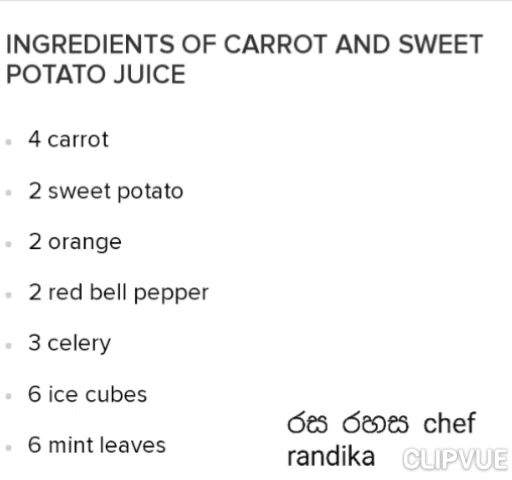 INGREDIENTS OF CARROT AND SWEET
POTATO JUICE
4 carrot
2 sweet potato
2 orange
2 red bell pepper
3 celery
6 ice cubes
6 mint leaves
රස රහස chef
randika
CLIPVUE